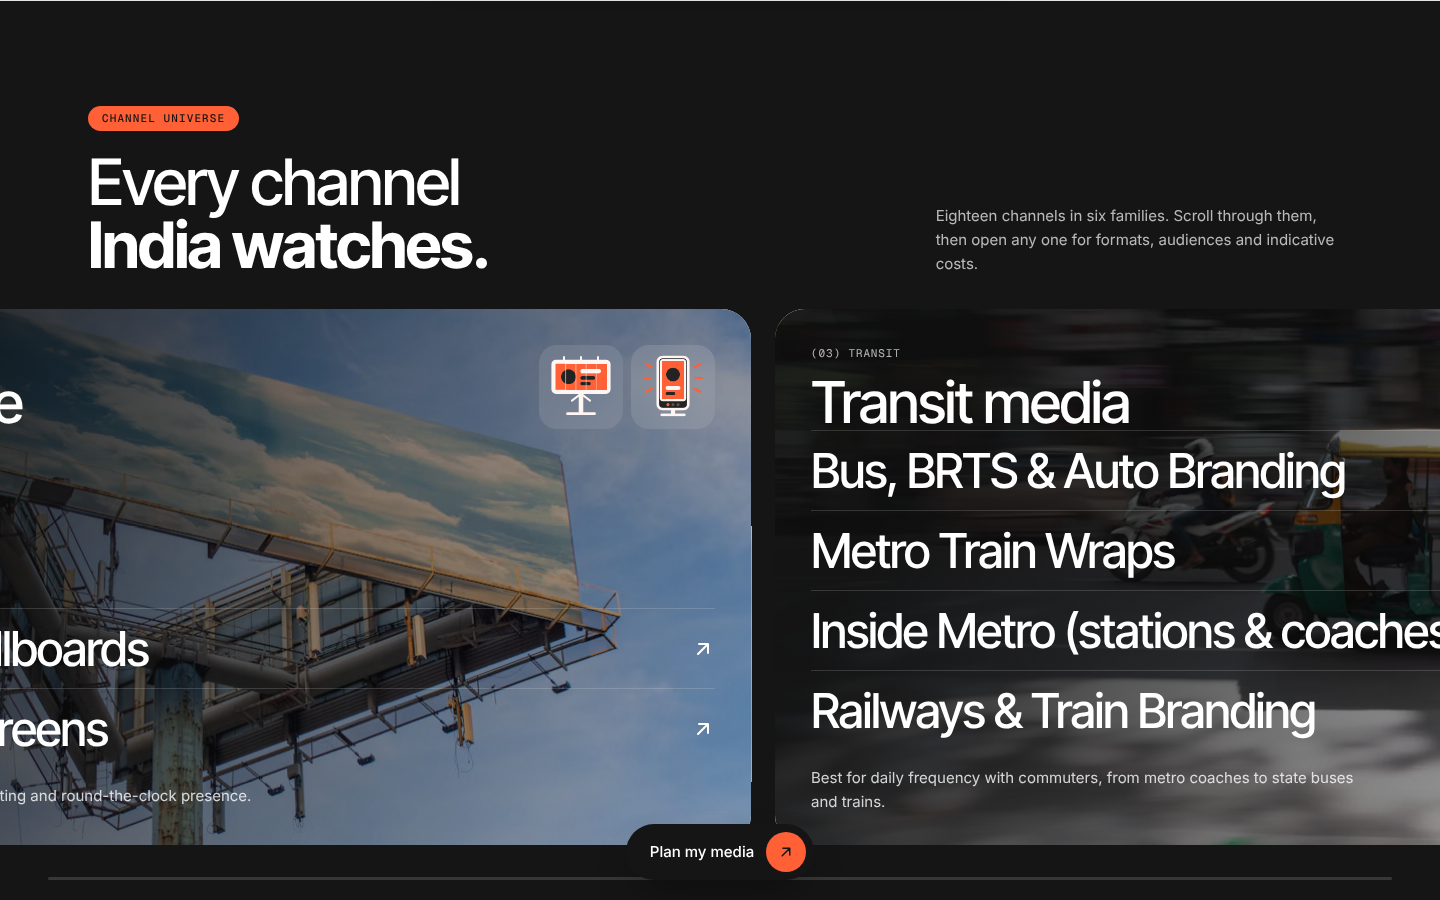 CHANNEL UNIVERSE
Every channel
India watches.
Eighteen channels in six families. Scroll through them,
then open any one for formats, audiences and indicative
costs.
e
llboards
reens
ting and round-the-clock presence.
(03) TRANSIT
Transit media
Bus, BRTS & Auto Branding
Metro Train Wraps
Inside Metro (stations & coaches
Railways & Train Branding
Best for daily frequency with commuters, from metro coaches to state buses
and trains.
Plan my media